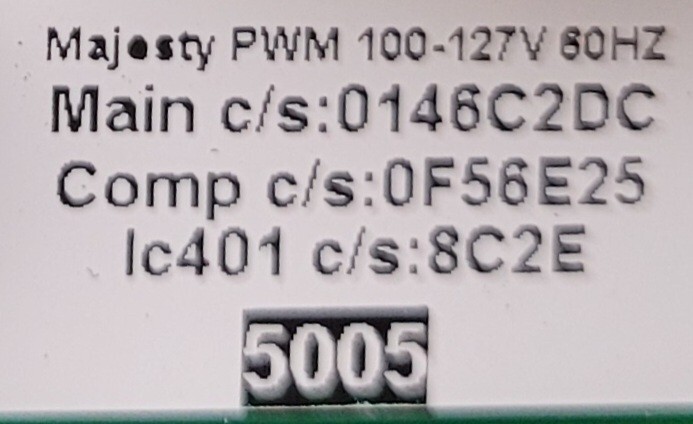 Majesty PWM 100-127V 60HZ
Main c/s:0146C2DC
Comp c/s:0F56E25
Ic401 c/s:8C2E
5005